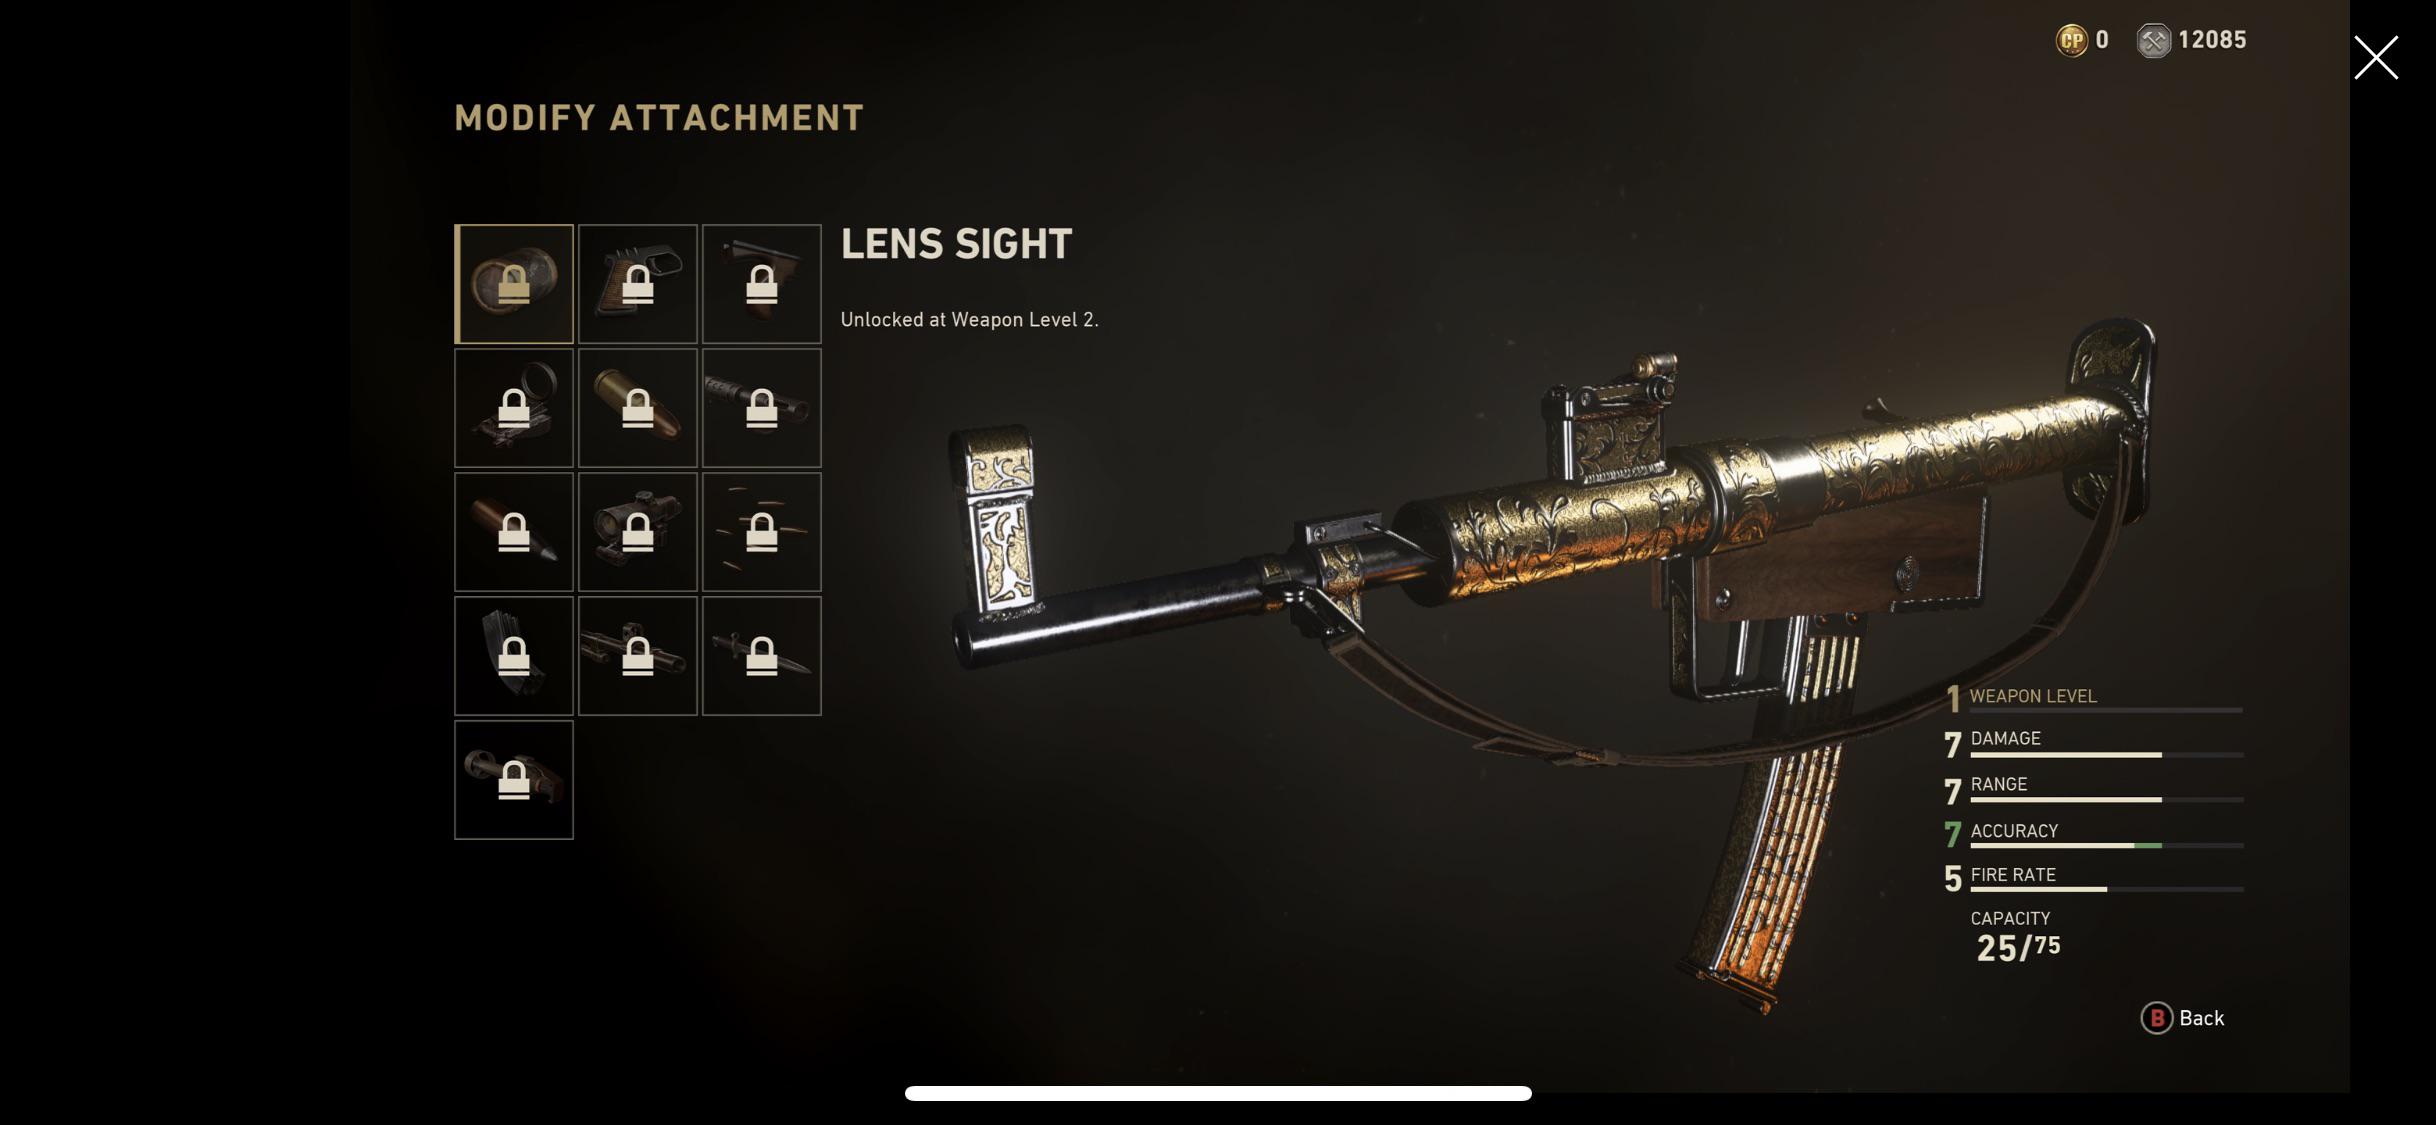 CP 0 12085
MODIFY ATTACHMENT
LENS SIGHT
Unlocked at Weapon Level 2.
1 WEAPON LEVEL
7 DAMAGE
7 RANGE
7 ACCURACY
5 FIRE RATE
CAPACITY
25/75
B Back